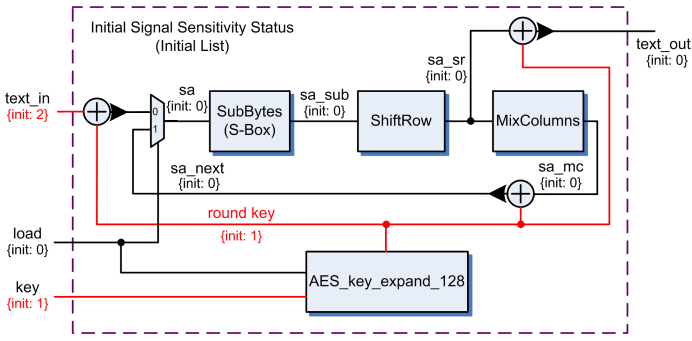 Initial Signal Sensitivity Status
(Initial List)
text_out
{init: 0}
sa_sr
{init: 0}
text_in
{init: 2}
0
1
sa
{init: 0}
SubBytes
(S-Box)
sa_sub
{init: 0}
ShiftRow
MixColumns
sa_next
{init: 0}
sa_mc
{init: 0}
round key
{init: 1}
load
{init: 0}
key
{init: 1}
AES_key_expand_128